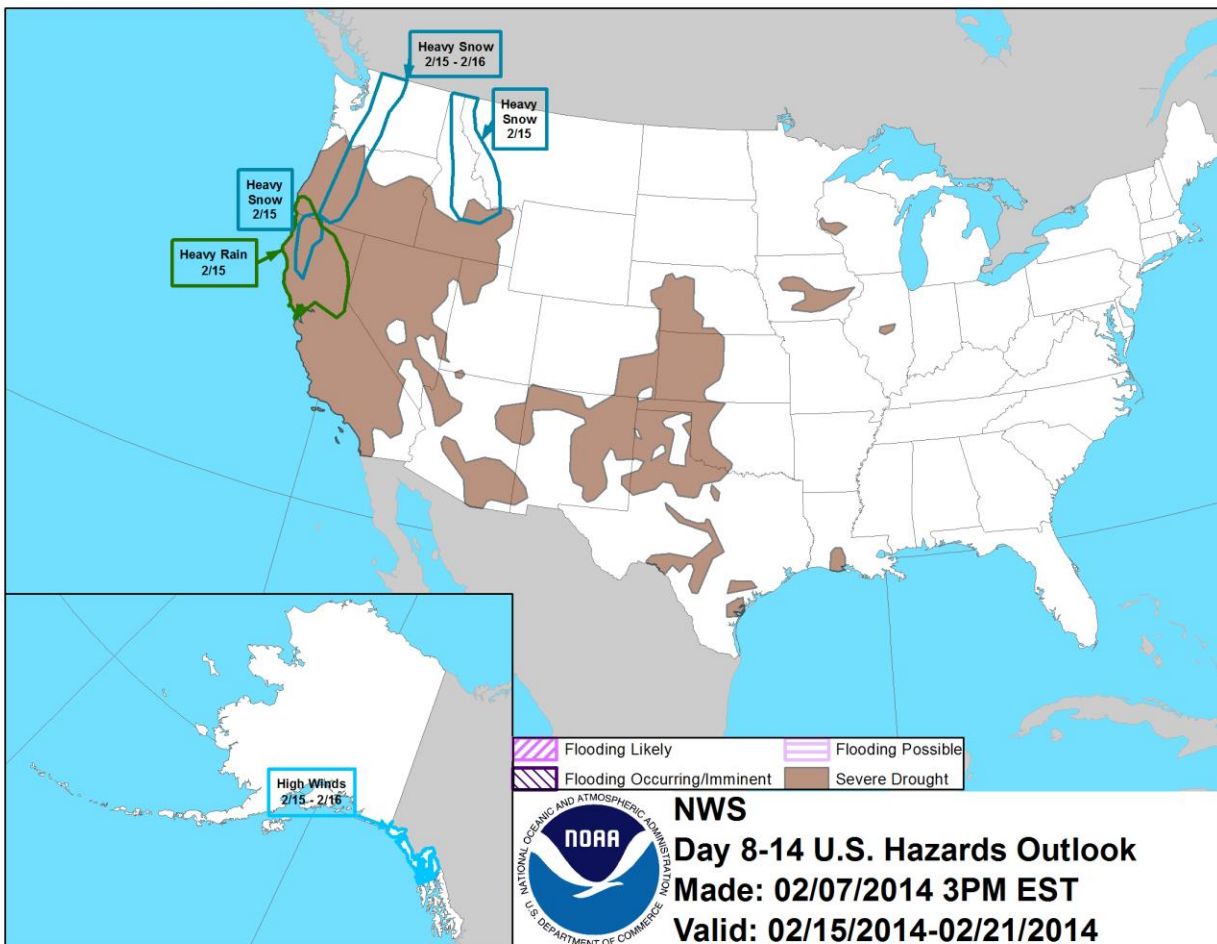 Heavy Snow
2/15 - 2/16
Heavy
Snow
2/15
Heavy
Snow
2/15
Heavy Rain
2/15
High Winds
2/15 - 2/16
Flooding Likely
Flooding Possible
Flooding Occurring/Imminent
Severe Drought
NATIONAL OCEANIC AND ATMOSPHERIC ADMINISTRATION
NOAA
U.S. DEPARTMENT OF COMMERCE
NWS
Day 8-14 U.S. Hazards Outlook
Made: 02/07/2014 3PM EST
Valid: 02/15/2014-02/21/2014